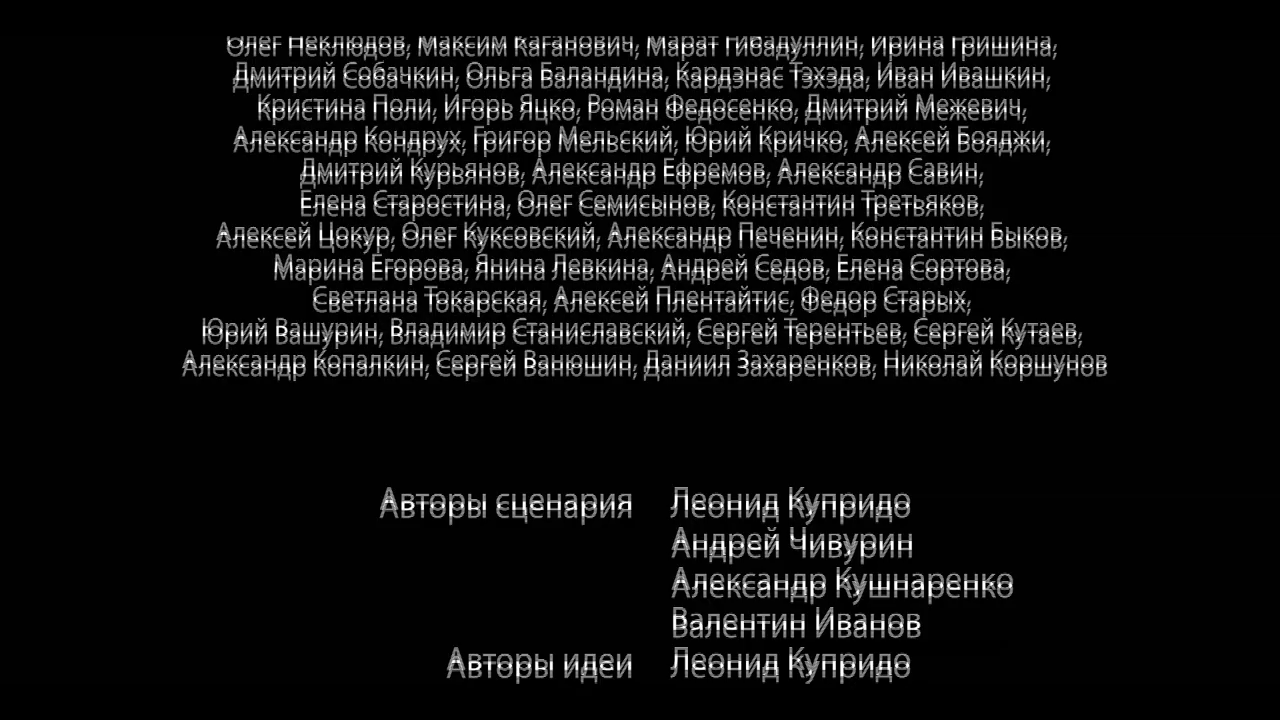 Олег Неклюдов, Максим Каганович, Марат Гибадуллин, Ирина Гришина,
Дмитрий Собачкин, Ольга Баландина, Кардэнас Тэхэда, Иван Ивашкин,
Кристина Поли, Игорь Яцко, Роман Федосенко, Дмитрий Межевич,
Александр Кондрух, Григор Мельский, Юрий Кричко, Алексей Бояджи,
Дмитрий Курьянов, Александр Ефремов, Александр Савин,
Елена Старостина, Олег Семисынов, Константин Третьяков,
Алексей Цокур, Олег Куксовский, Александр Печенин, Константин Быков,
Марина Егорова, Янина Левкина, Андрей Седов, Елена Сортова,
Светлана Токарская, Алексей Плентайтис, Федор Старых,
Юрий Вашурин, Владимир Станиславский, Сергей Терентьев, Сергей Кутаев,
Александр Копалкин, Сергей Ванюшин, Даниил Захаренков, Николай Коршунов
Авторы сценария Леонид Купридо
Андрей Чивурин
Александр Кушнаренко
Валентин Иванов
Авторы идеи Леонид Купридо